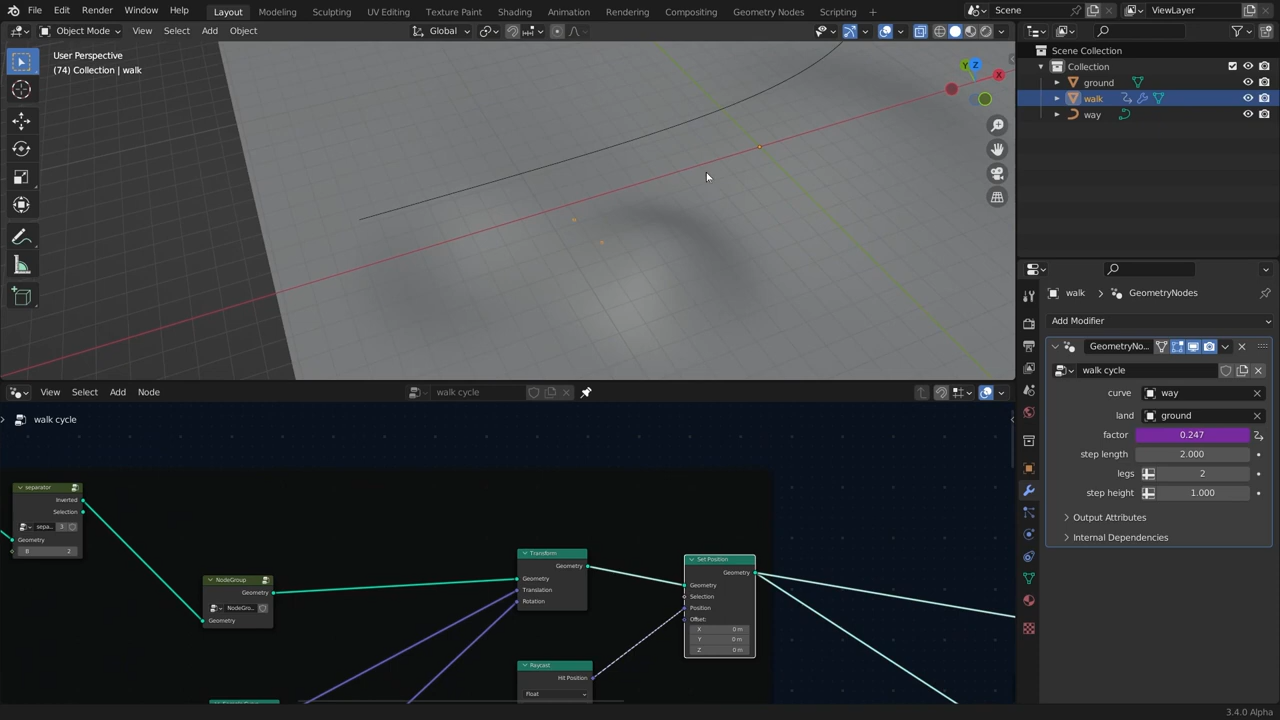 File Edit Render Window Help Layout Modeling Sculpting UV Editing Texture Paint Shading Animation Rendering Compositing Geometry Nodes Scripting + Scene ViewLayer
Object Mode View Select Add Object Global
User Perspective
(74) Collection | walk
Y Z X
Scene Collection
Collection
ground
walk
way
walk > GeometryNodes
Add Modifier
GeometryNo...
walk cycle
curve way
land ground
factor 0.247
step length 2.000
legs 2
step height 1.000
Output Attributes
Internal Dependencies
View Select Add Node walk cycle
walk cycle
separator
Inverted
Selection
sepa... 3
Geometry
B 2
NodeGroup
Geometry
NodeGro...
Geometry
Transform
Geometry
Geometry
Translation
Rotation
Set Position
Geometry
Geometry
Selection
Position
Offset:
X 0 m
Y 0 m
Z 0 m
Raycast
Hit Position
Float
3.4.0 Alpha